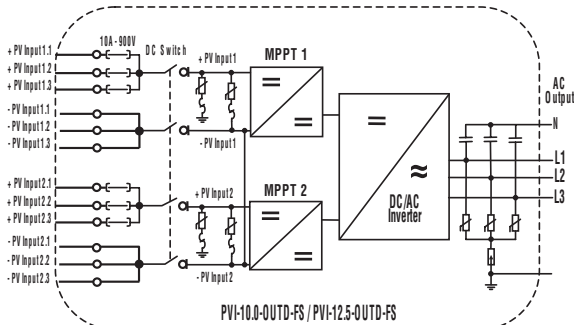 10A - 900V
DC Switch
+ PV Input1.1
+ PV Input1.2
+ PV Input1.3
- PV Input1.1
- PV Input1.2
- PV Input1.3
+ PV Input1
- PV Input1
MPPT 1
+ PV Input2.1
+ PV Input2.2
+ PV Input2.3
- PV Input2.1
- PV Input2.2
- PV Input2.3
+ PV Input2
- PV Input2
MPPT 2
DC/AC
Inverter
AC
Output
N
L1
L2
L3
PVI-10.0-OUTD-FS / PVI-12.5-OUTD-FS